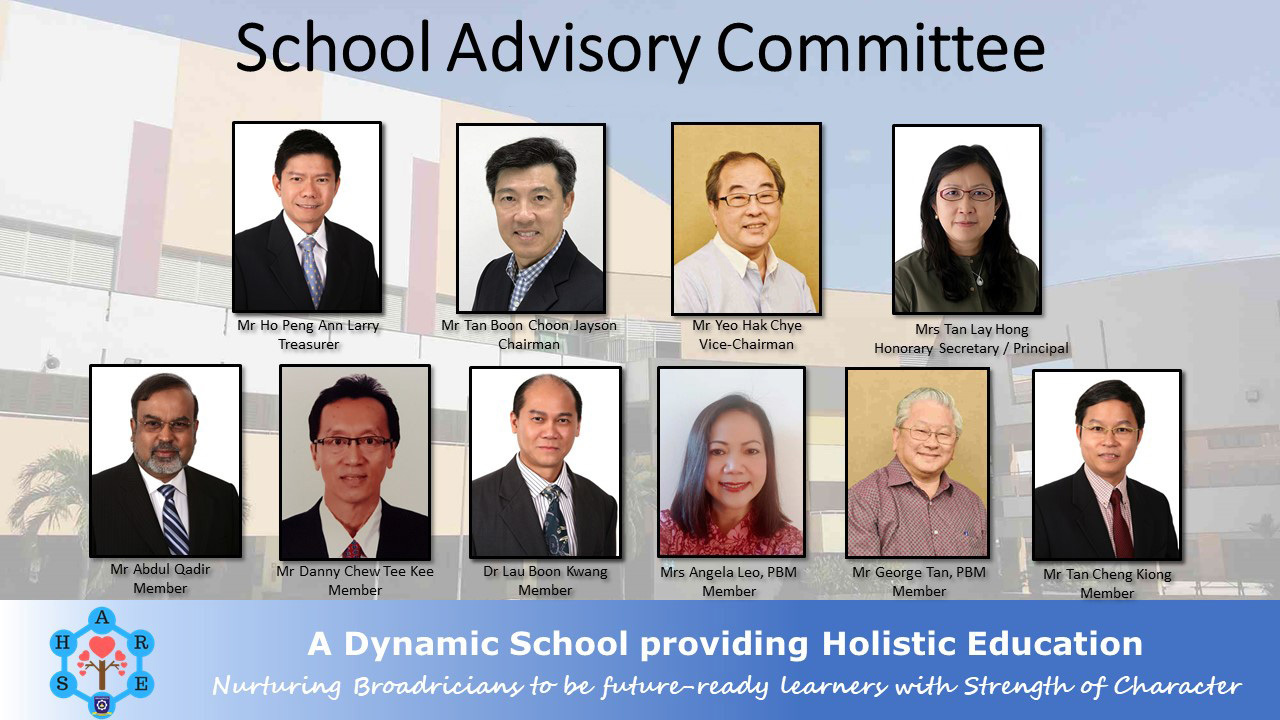 School Advisory Committee
Mr Ho Peng Ann Larry
Treasurer
Mr Tan Boon Choon Jayson
Chairman
Mr Yeo Hak Chye
Vice-Chairman
Mrs Tan Lay Hong
Honorary Secretary / Principal
Mr Abdul Qadir
Member
Mr Danny Chew Tee Kee
Member
Dr Lau Boon Kwang
Member
Mrs Angela Leo, PBM
Member
Mr George Tan, PBM
Member
Mr Tan Cheng Kiong
Member
S H A R E
A Dynamic School providing Holistic Education
Nurturing Broadricians to be future-ready learners with Strength of Character